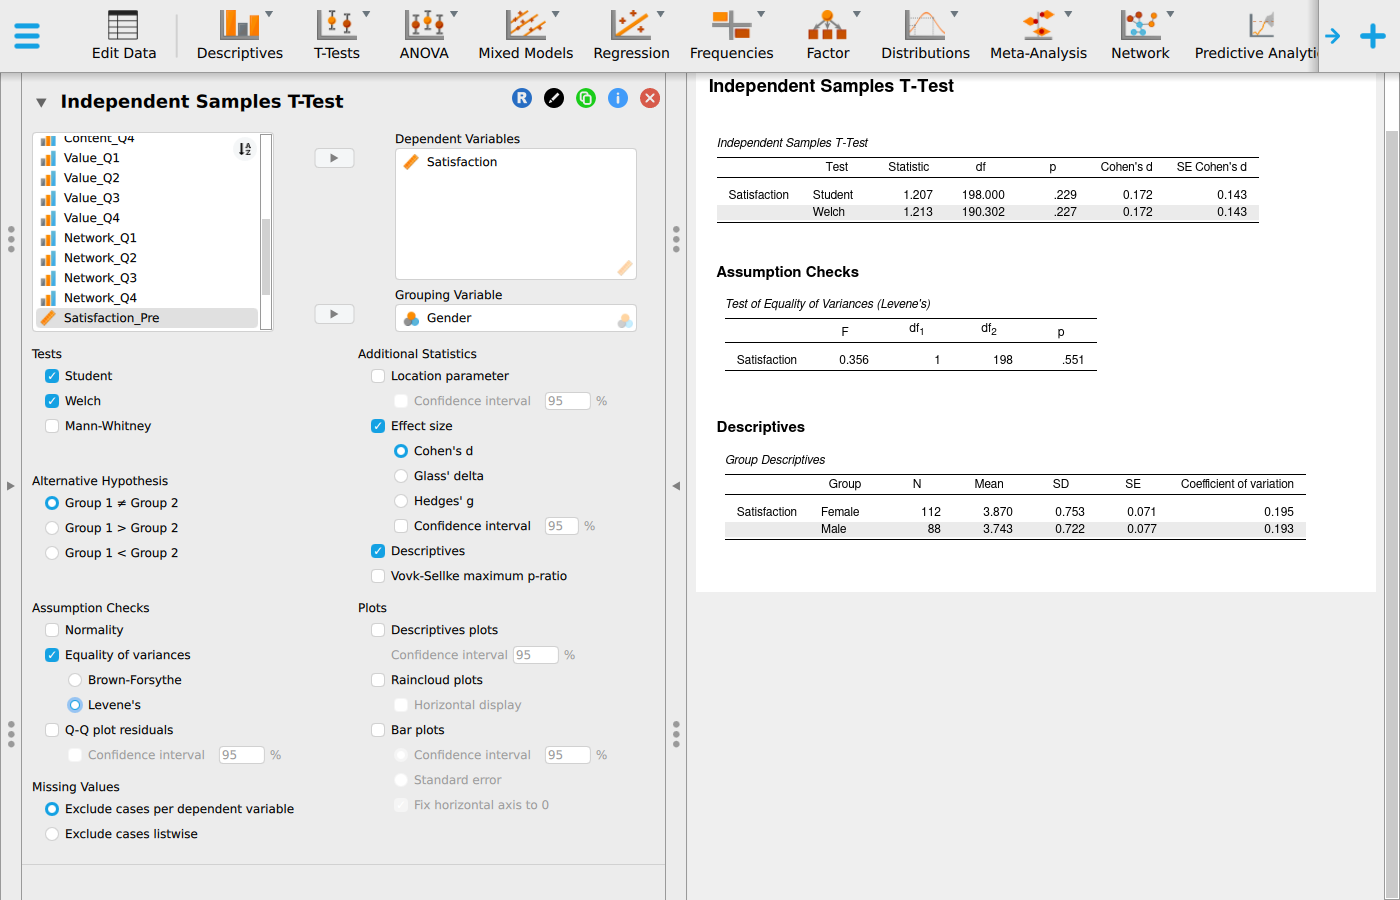 Edit Data
Descriptives
T-Tests
ANOVA
Mixed Models
Regression
Frequencies
Factor
Distributions
Meta-Analysis
Network
Predictive Analyti
Independent Samples T-Test
R
i
Content_Q4
Value_Q1
Value_Q2
Value_Q3
Value_Q4
Network_Q1
Network_Q2
Network_Q3
Network_Q4
Satisfaction_Pre
A
Z
Dependent Variables
Satisfaction
Grouping Variable
Gender
Tests
Student
Welch
Mann-Whitney
Alternative Hypothesis
Group 1 ≠ Group 2
Group 1 > Group 2
Group 1 < Group 2
Assumption Checks
Normality
Equality of variances
Brown-Forsythe
Levene's
Q-Q plot residuals
Confidence interval 95 %
Missing Values
Exclude cases per dependent variable
Exclude cases listwise
Additional Statistics
Location parameter
Confidence interval 95 %
Effect size
Cohen's d
Glass' delta
Hedges' g
Confidence interval 95 %
Descriptives
Vovk-Sellke maximum p-ratio
Plots
Descriptives plots
Confidence interval 95 %
Raincloud plots
Horizontal display
Bar plots
Confidence interval 95 %
Standard error
Fix horizontal axis to 0
Independent Samples T-Test
Independent Samples T-Test
Test Statistic df p Cohen's d SE Cohen's d
Satisfaction Student 1.207 198.000 .229 0.172 0.143
Welch 1.213 190.302 .227 0.172 0.143
Assumption Checks
Test of Equality of Variances (Levene's)
F df₁ df₂ p
Satisfaction 0.356 1 198 .551
Descriptives
Group Descriptives
Group N Mean SD SE Coefficient of variation
Satisfaction Female 112 3.870 0.753 0.071 0.195
Male 88 3.743 0.722 0.077 0.193